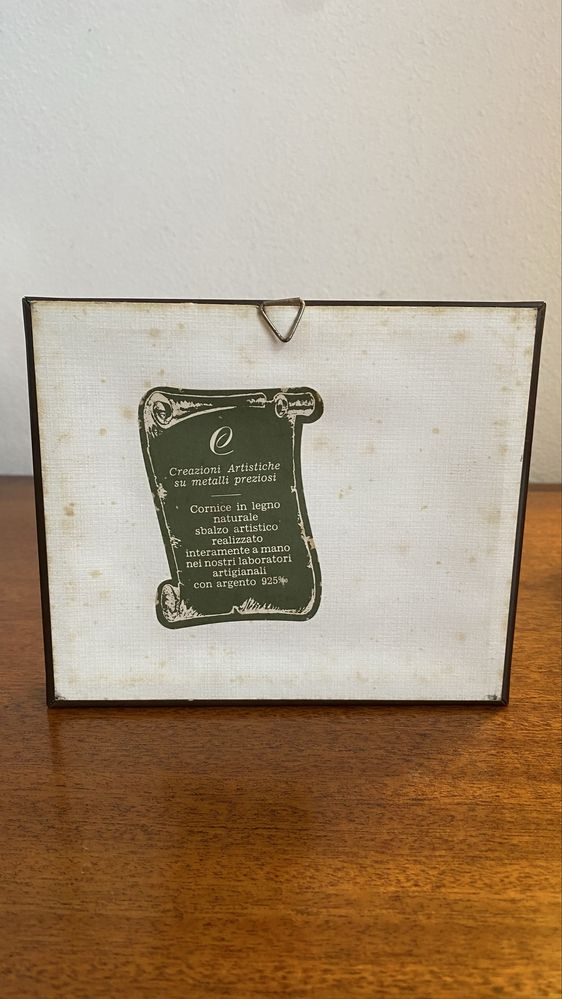 e
Creazioni Artistiche
su metalli preziosi
Cornice in legno
naturale
sbalzo artistico
realizzato
interamente a mano
nei nostri laboratori
artigianali
con argento 925‰